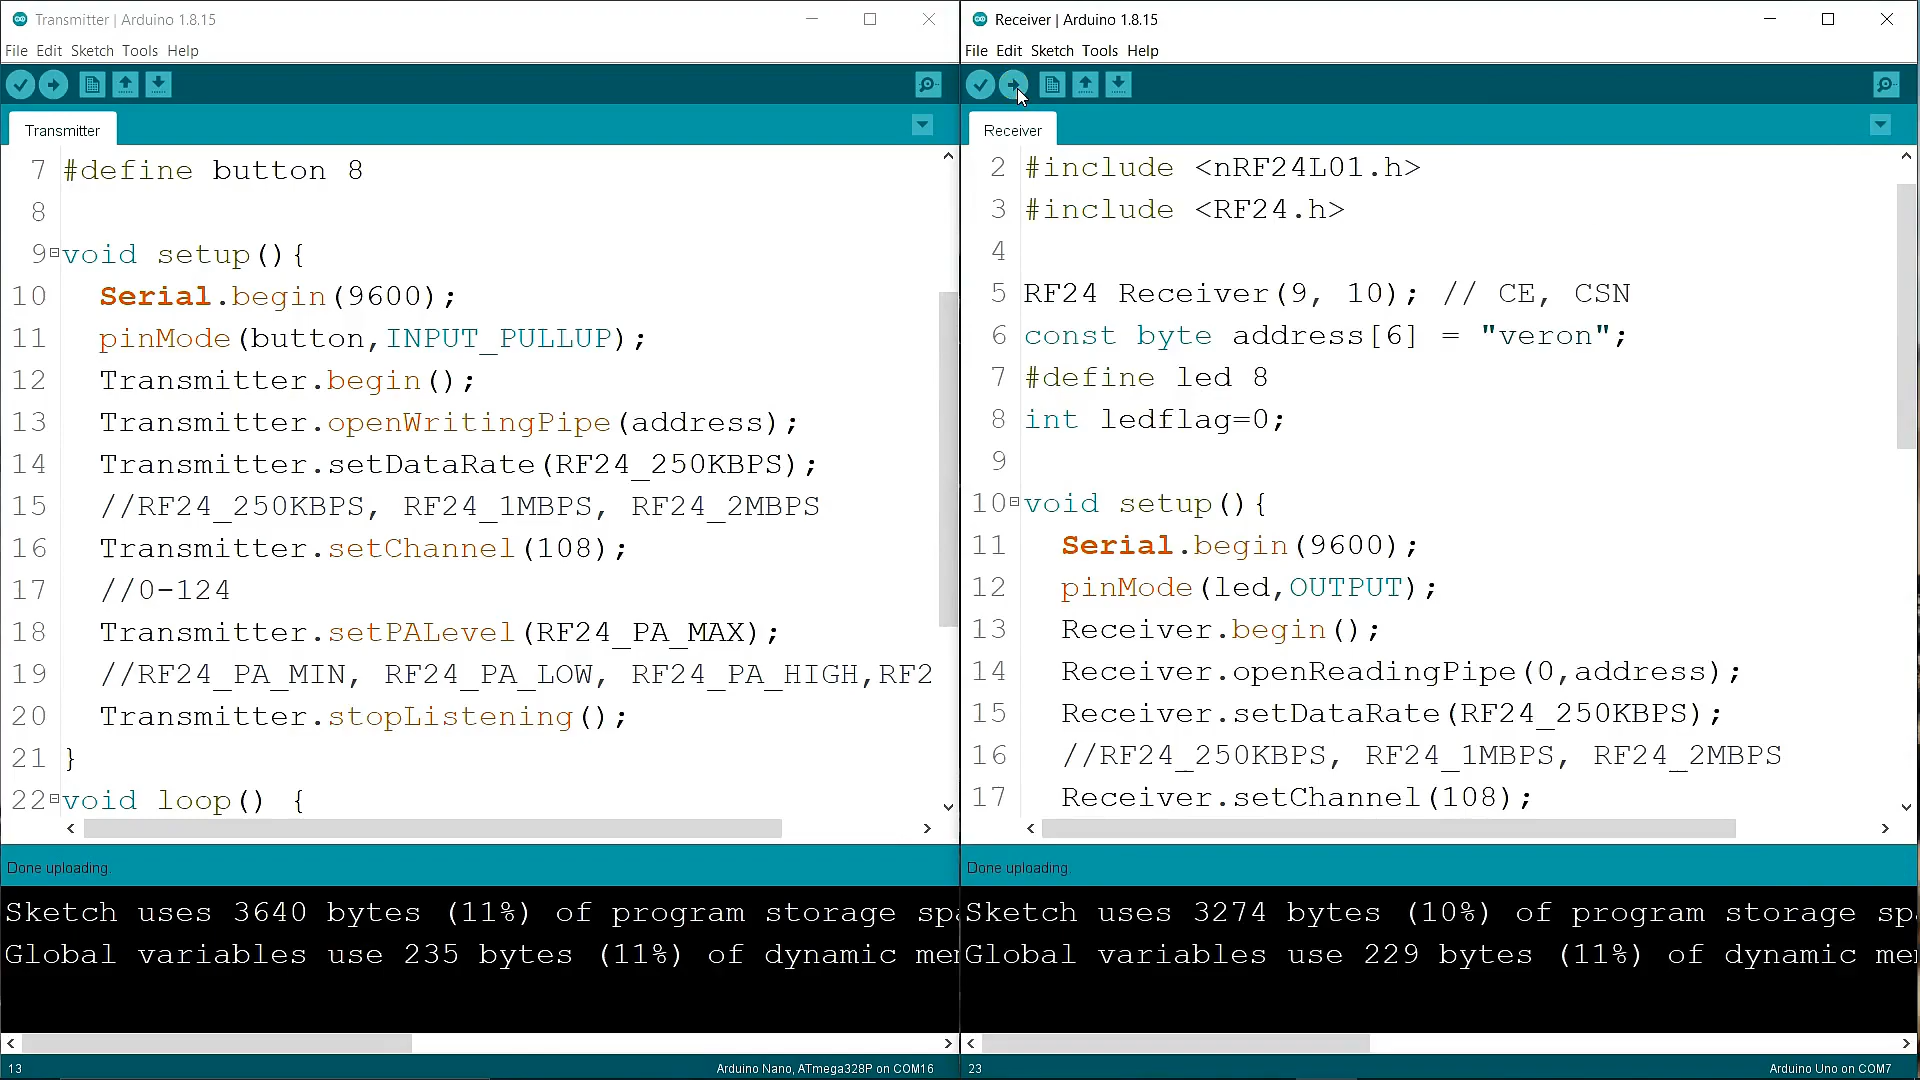 Transmitter | Arduino 1.8.15
File Edit Sketch Tools Help
Transmitter
7 #define button 8
8
9 void setup(){
10 Serial.begin(9600);
11 pinMode(button,INPUT_PULLUP);
12 Transmitter.begin();
13 Transmitter.openWritingPipe(address);
14 Transmitter.setDataRate(RF24_250KBPS);
15 //RF24_250KBPS, RF24_1MBPS, RF24_2MBPS
16 Transmitter.setChannel(108);
17 //0-124
18 Transmitter.setPALevel(RF24_PA_MAX);
19 //RF24_PA_MIN, RF24_PA_LOW, RF24_PA_HIGH,RF2
20 Transmitter.stopListening();
21 }
22 void loop() {
Done uploading.
Sketch uses 3640 bytes (11%) of program storage spa
Global variables use 235 bytes (11%) of dynamic mem
13
Arduino Nano, ATmega328P on COM16
Receiver | Arduino 1.8.15
File Edit Sketch Tools Help
Receiver
2 #include <nRF24L01.h>
3 #include <RF24.h>
4
5 RF24 Receiver(9, 10); // CE, CSN
6 const byte address[6] = "veron";
7 #define led 8
8 int ledflag=0;
9
10 void setup(){
11 Serial.begin(9600);
12 pinMode(led,OUTPUT);
13 Receiver.begin();
14 Receiver.openReadingPipe(0,address);
15 Receiver.setDataRate(RF24_250KBPS);
16 //RF24_250KBPS, RF24_1MBPS, RF24_2MBPS
17 Receiver.setChannel(108);
Done uploading.
Sketch uses 3274 bytes (10%) of program storage sp
Global variables use 229 bytes (11%) of dynamic me
23
Arduino Uno on COM7